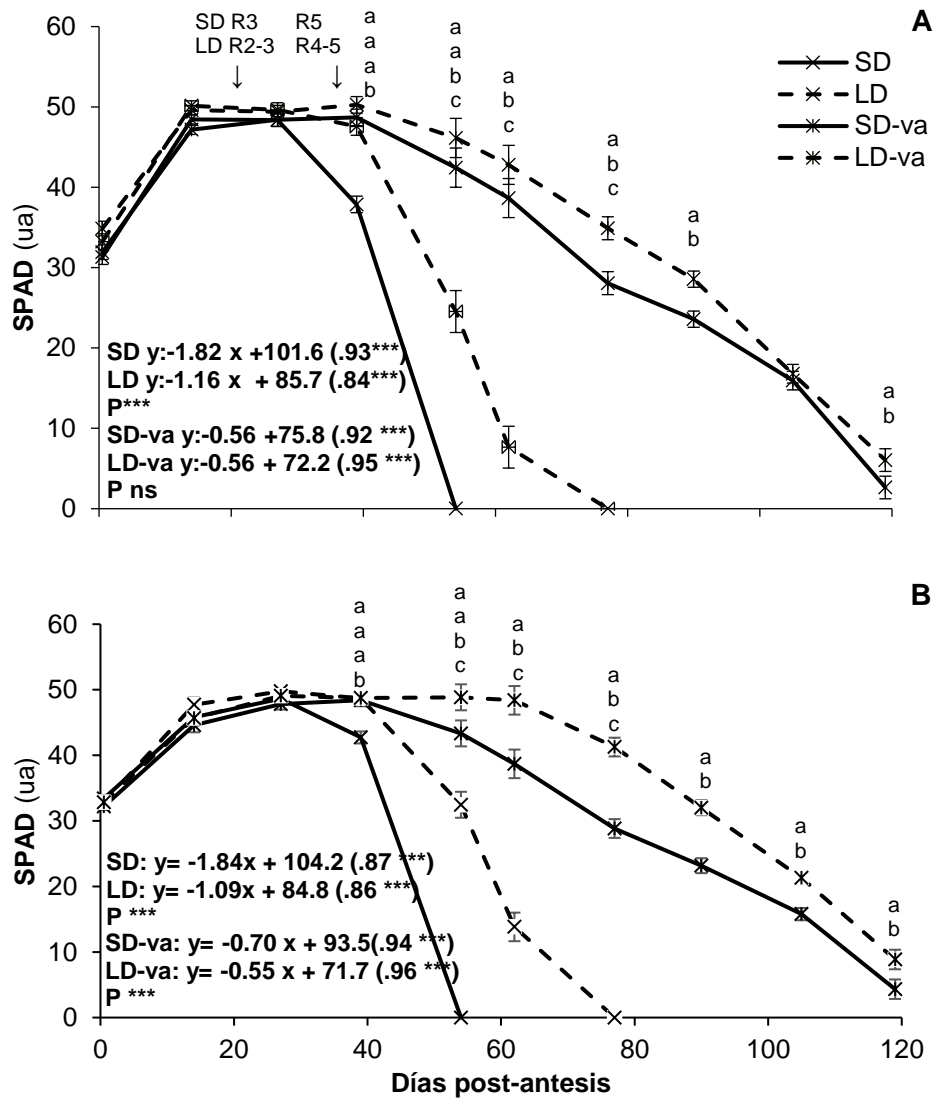 A
SD R3
LD R2-3
R5
R4-5
↓
↓
a
a
a
b
a
a
b
c
a
b
c
a
b
c
a
b
a
b
SD
LD
SD-va
LD-va
SPAD (ua)
60
50
40
30
20
10
0
SD y:-1.82 x +101.6 (.93***)
LD y:-1.16 x + 85.7 (.84***)
P***
SD-va y:-0.56 +75.8 (.92 ***)
LD-va y:-0.56 + 72.2 (.95 ***)
P ns
B
a
a
a
b
a
a
b
c
a
b
c
a
b
c
a
b
a
b
a
b
SPAD (ua)
60
50
40
30
20
10
0
SD: y= -1.84x + 104.2 (.87 ***)
LD: y= -1.09x + 84.8 (.86 ***)
P ***
SD-va: y= -0.70 x + 93.5(.94 ***)
LD-va: y= -0.55 x + 71.7 (.96 ***)
P ***
0 20 40 60 80 100 120
Días post-antesis